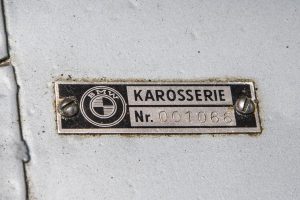 BMW
KAROSSERIE
Nr. 001066